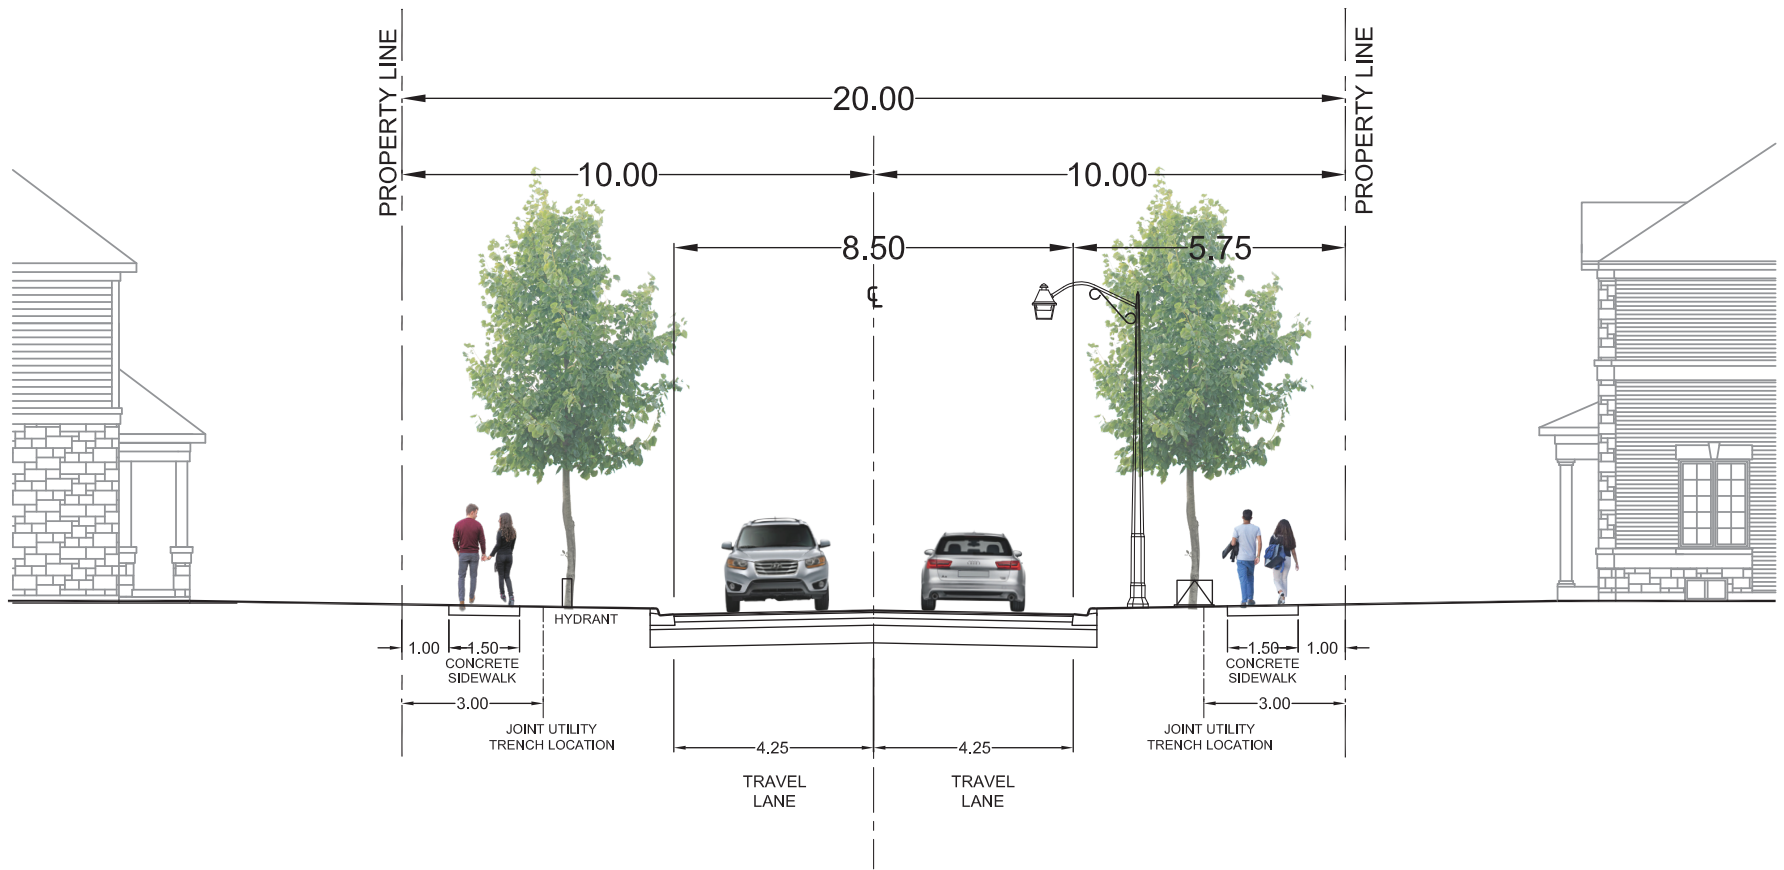 PROPERTY LINE
PROPERTY LINE
20.00
10.00
10.00
8.50
5.75
℄
HYDRANT
1.00
1.50
CONCRETE
SIDEWALK
3.00
JOINT UTILITY
TRENCH LOCATION
1.50
1.00
CONCRETE
SIDEWALK
3.00
JOINT UTILITY
TRENCH LOCATION
4.25
4.25
TRAVEL
LANE
TRAVEL
LANE